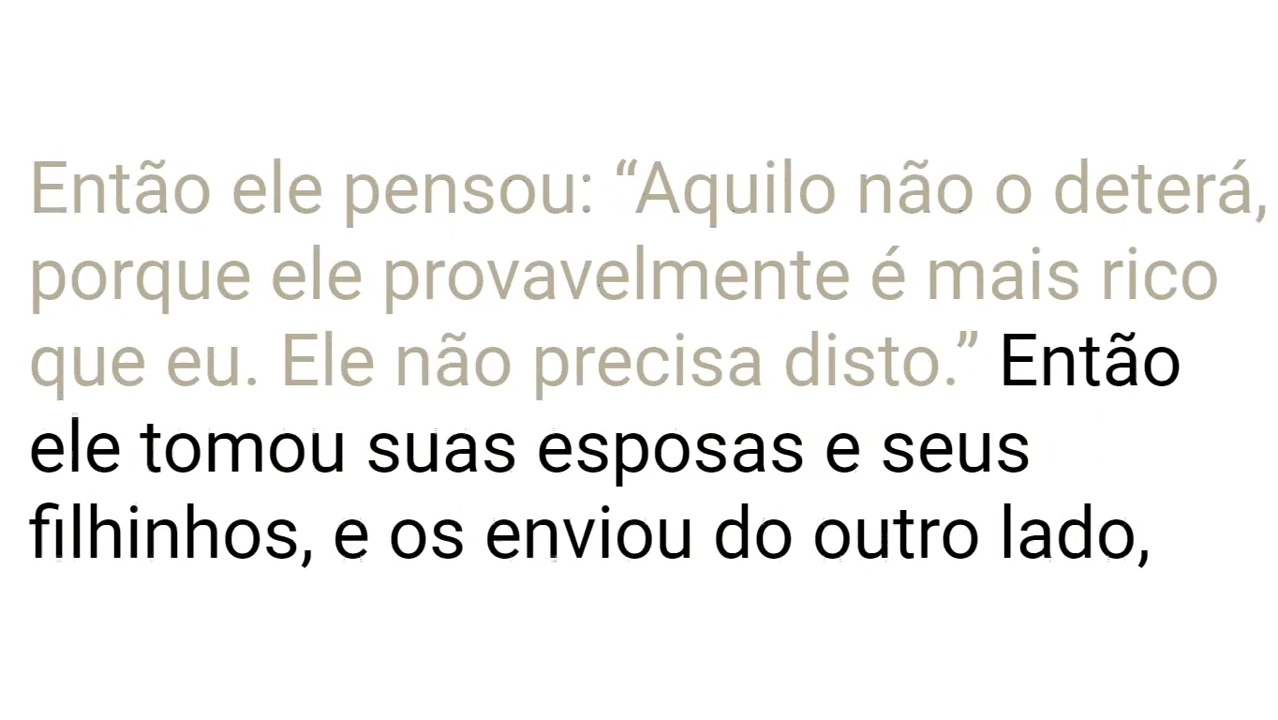 Então ele pensou: “Aquilo não o deterá,
porque ele provavelmente é mais rico
que eu. Ele não precisa disto.” Então
ele tomou suas esposas e seus
filhinhos, e os enviou do outro lado,